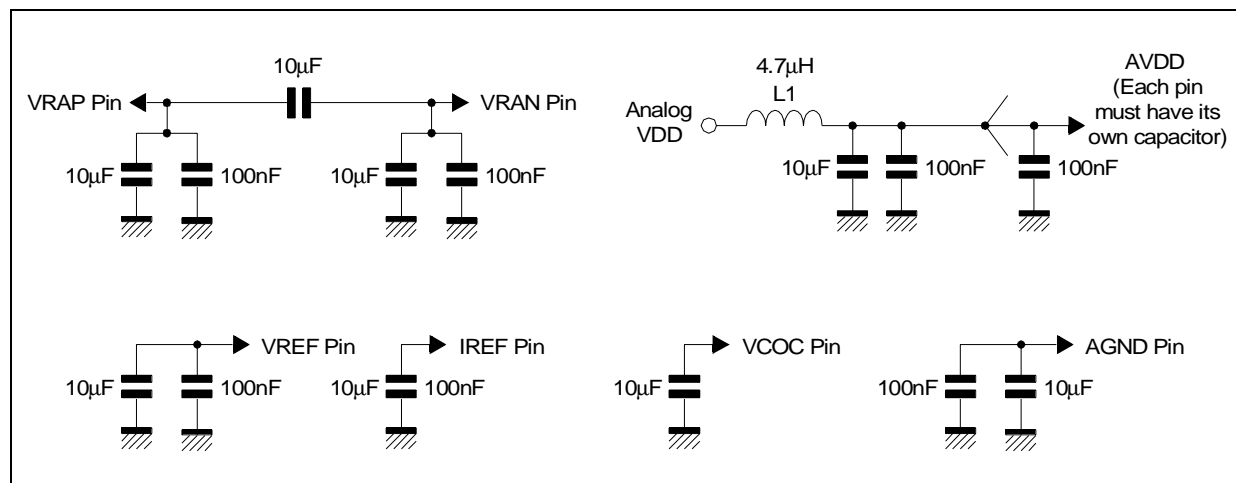 10µF
VRAP Pin
VRAN Pin
10µF
100nF
10µF
100nF
4.7µH
L1
Analog
VDD
AVDD
(Each pin
must have its
own capacitor)
10µF
100nF
100nF
VREF Pin
10µF
100nF
IREF Pin
10µF
100nF
VCOC Pin
10µF
AGND Pin
100nF
10µF